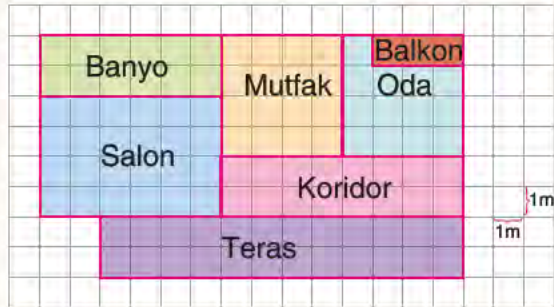 Banyo
Mutfak
Balkon
Oda
Salon
Koridor
1m
1m
Teras